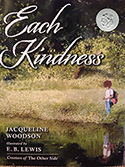 Each
Kindness
JACQUELINE
WOODSON
Illustrated by
E. B. LEWIS
Creators of The Other Side